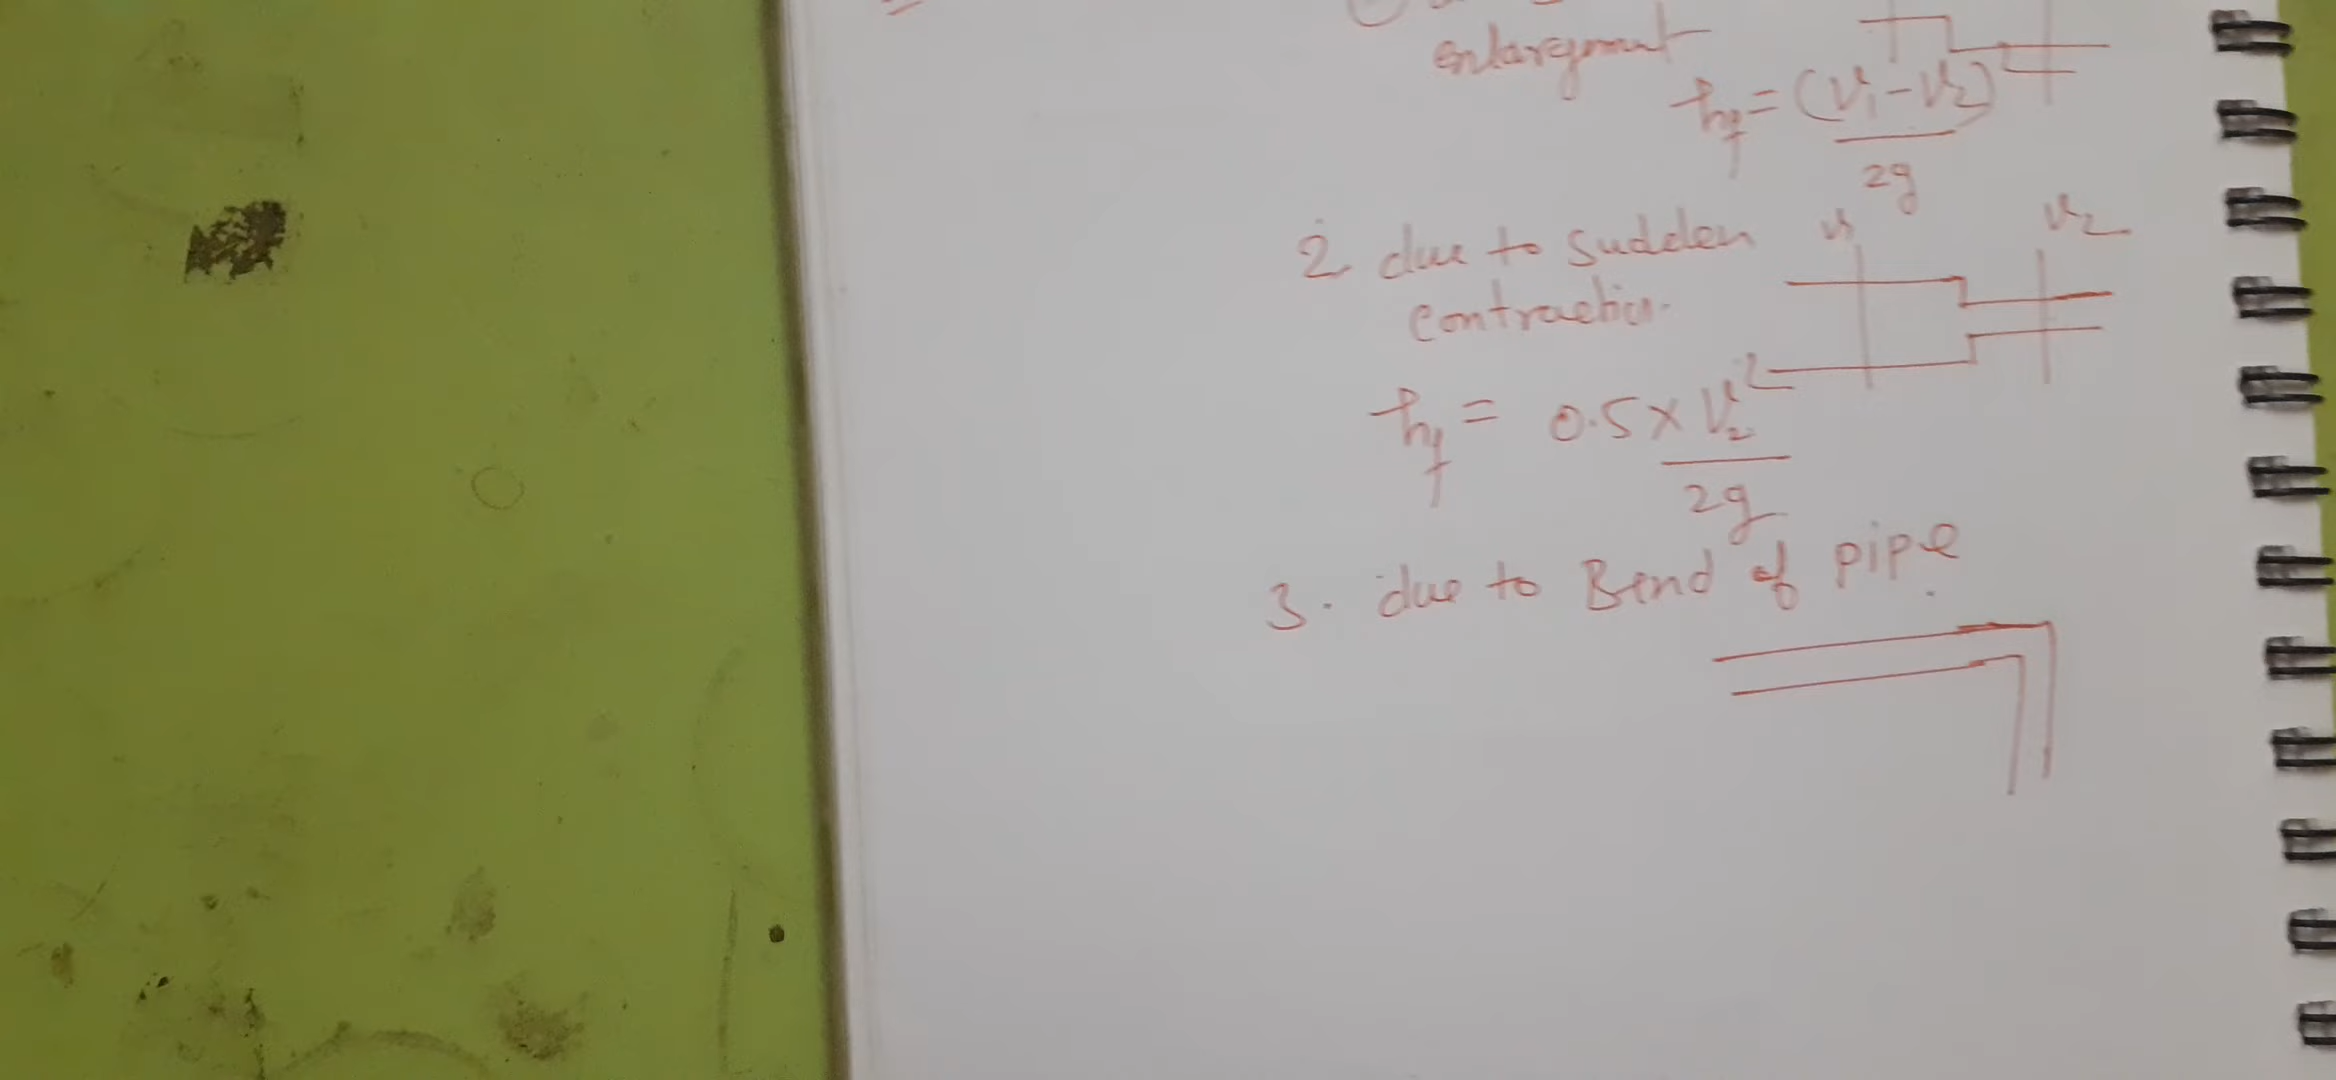 enlargment
hf = (V1-V2)²
2g
2 due to sudden
contraction.
V1 V2
hf = 0.5 x V2²
2g
3. due to Bend of pipe